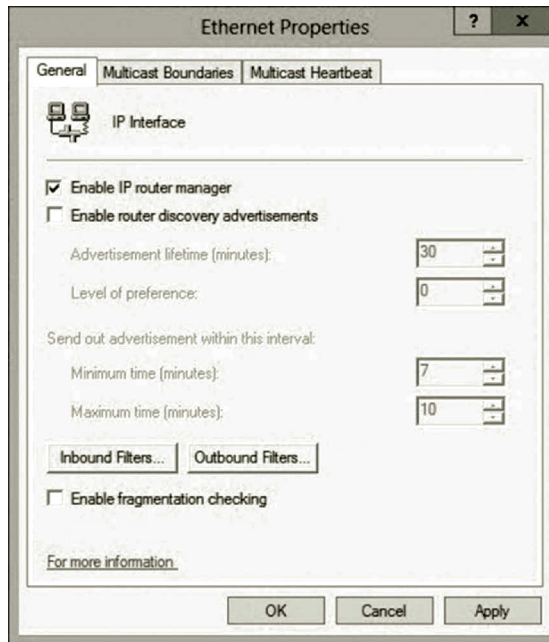 Ethernet Properties
? x
General Multicast Boundaries Multicast Heartbeat
IP Interface
Enable IP router manager
Enable router discovery advertisements
Advertisement lifetime (minutes): 30
Level of preference: 0
Send out advertisement within this interval:
Minimum time (minutes): 7
Maximum time (minutes): 10
Inbound Filters... Outbound Filters...
Enable fragmentation checking
For more information
OK Cancel Apply